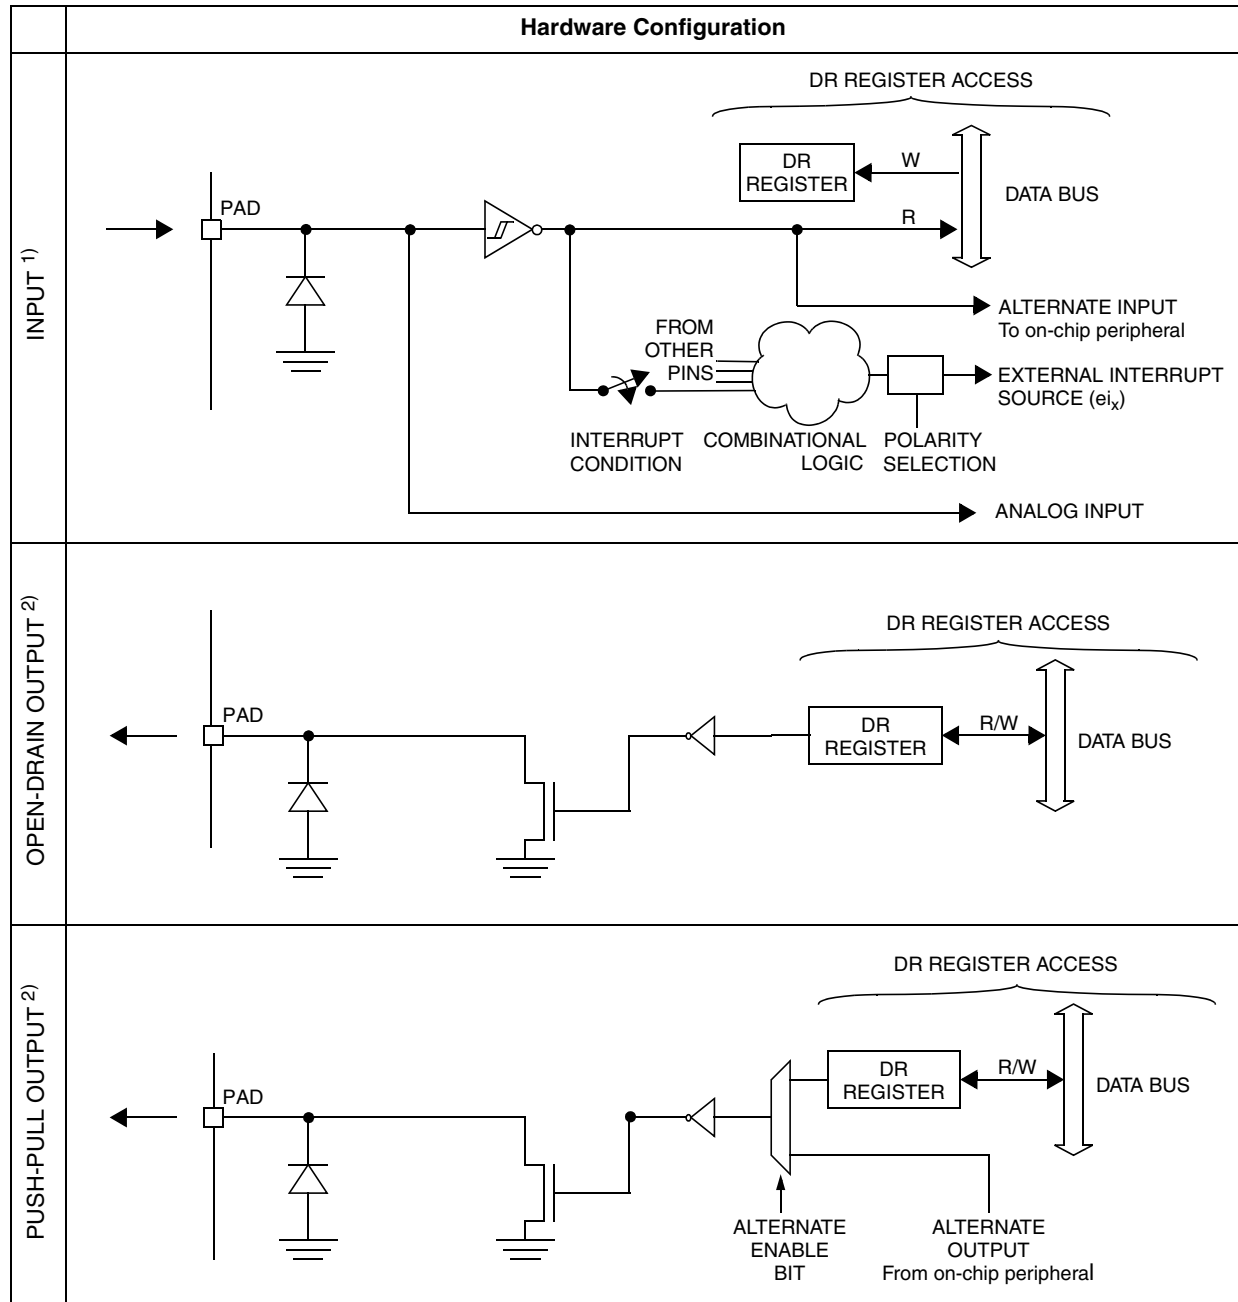 Hardware Configuration
INPUT 1)
DR REGISTER ACCESS
DR
REGISTER
W
DATA BUS
R
PAD
ALTERNATE INPUT
To on-chip peripheral
FROM
OTHER
PINS
EXTERNAL INTERRUPT
SOURCE (eix)
INTERRUPT
CONDITION
COMBINATIONAL
LOGIC
POLARITY
SELECTION
ANALOG INPUT
OPEN-DRAIN OUTPUT 2)
DR REGISTER ACCESS
PAD
DR
REGISTER
R/W
DATA BUS
PUSH-PULL OUTPUT 2)
DR REGISTER ACCESS
PAD
DR
REGISTER
R/W
DATA BUS
ALTERNATE
ENABLE
BIT
ALTERNATE
OUTPUT
From on-chip peripheral